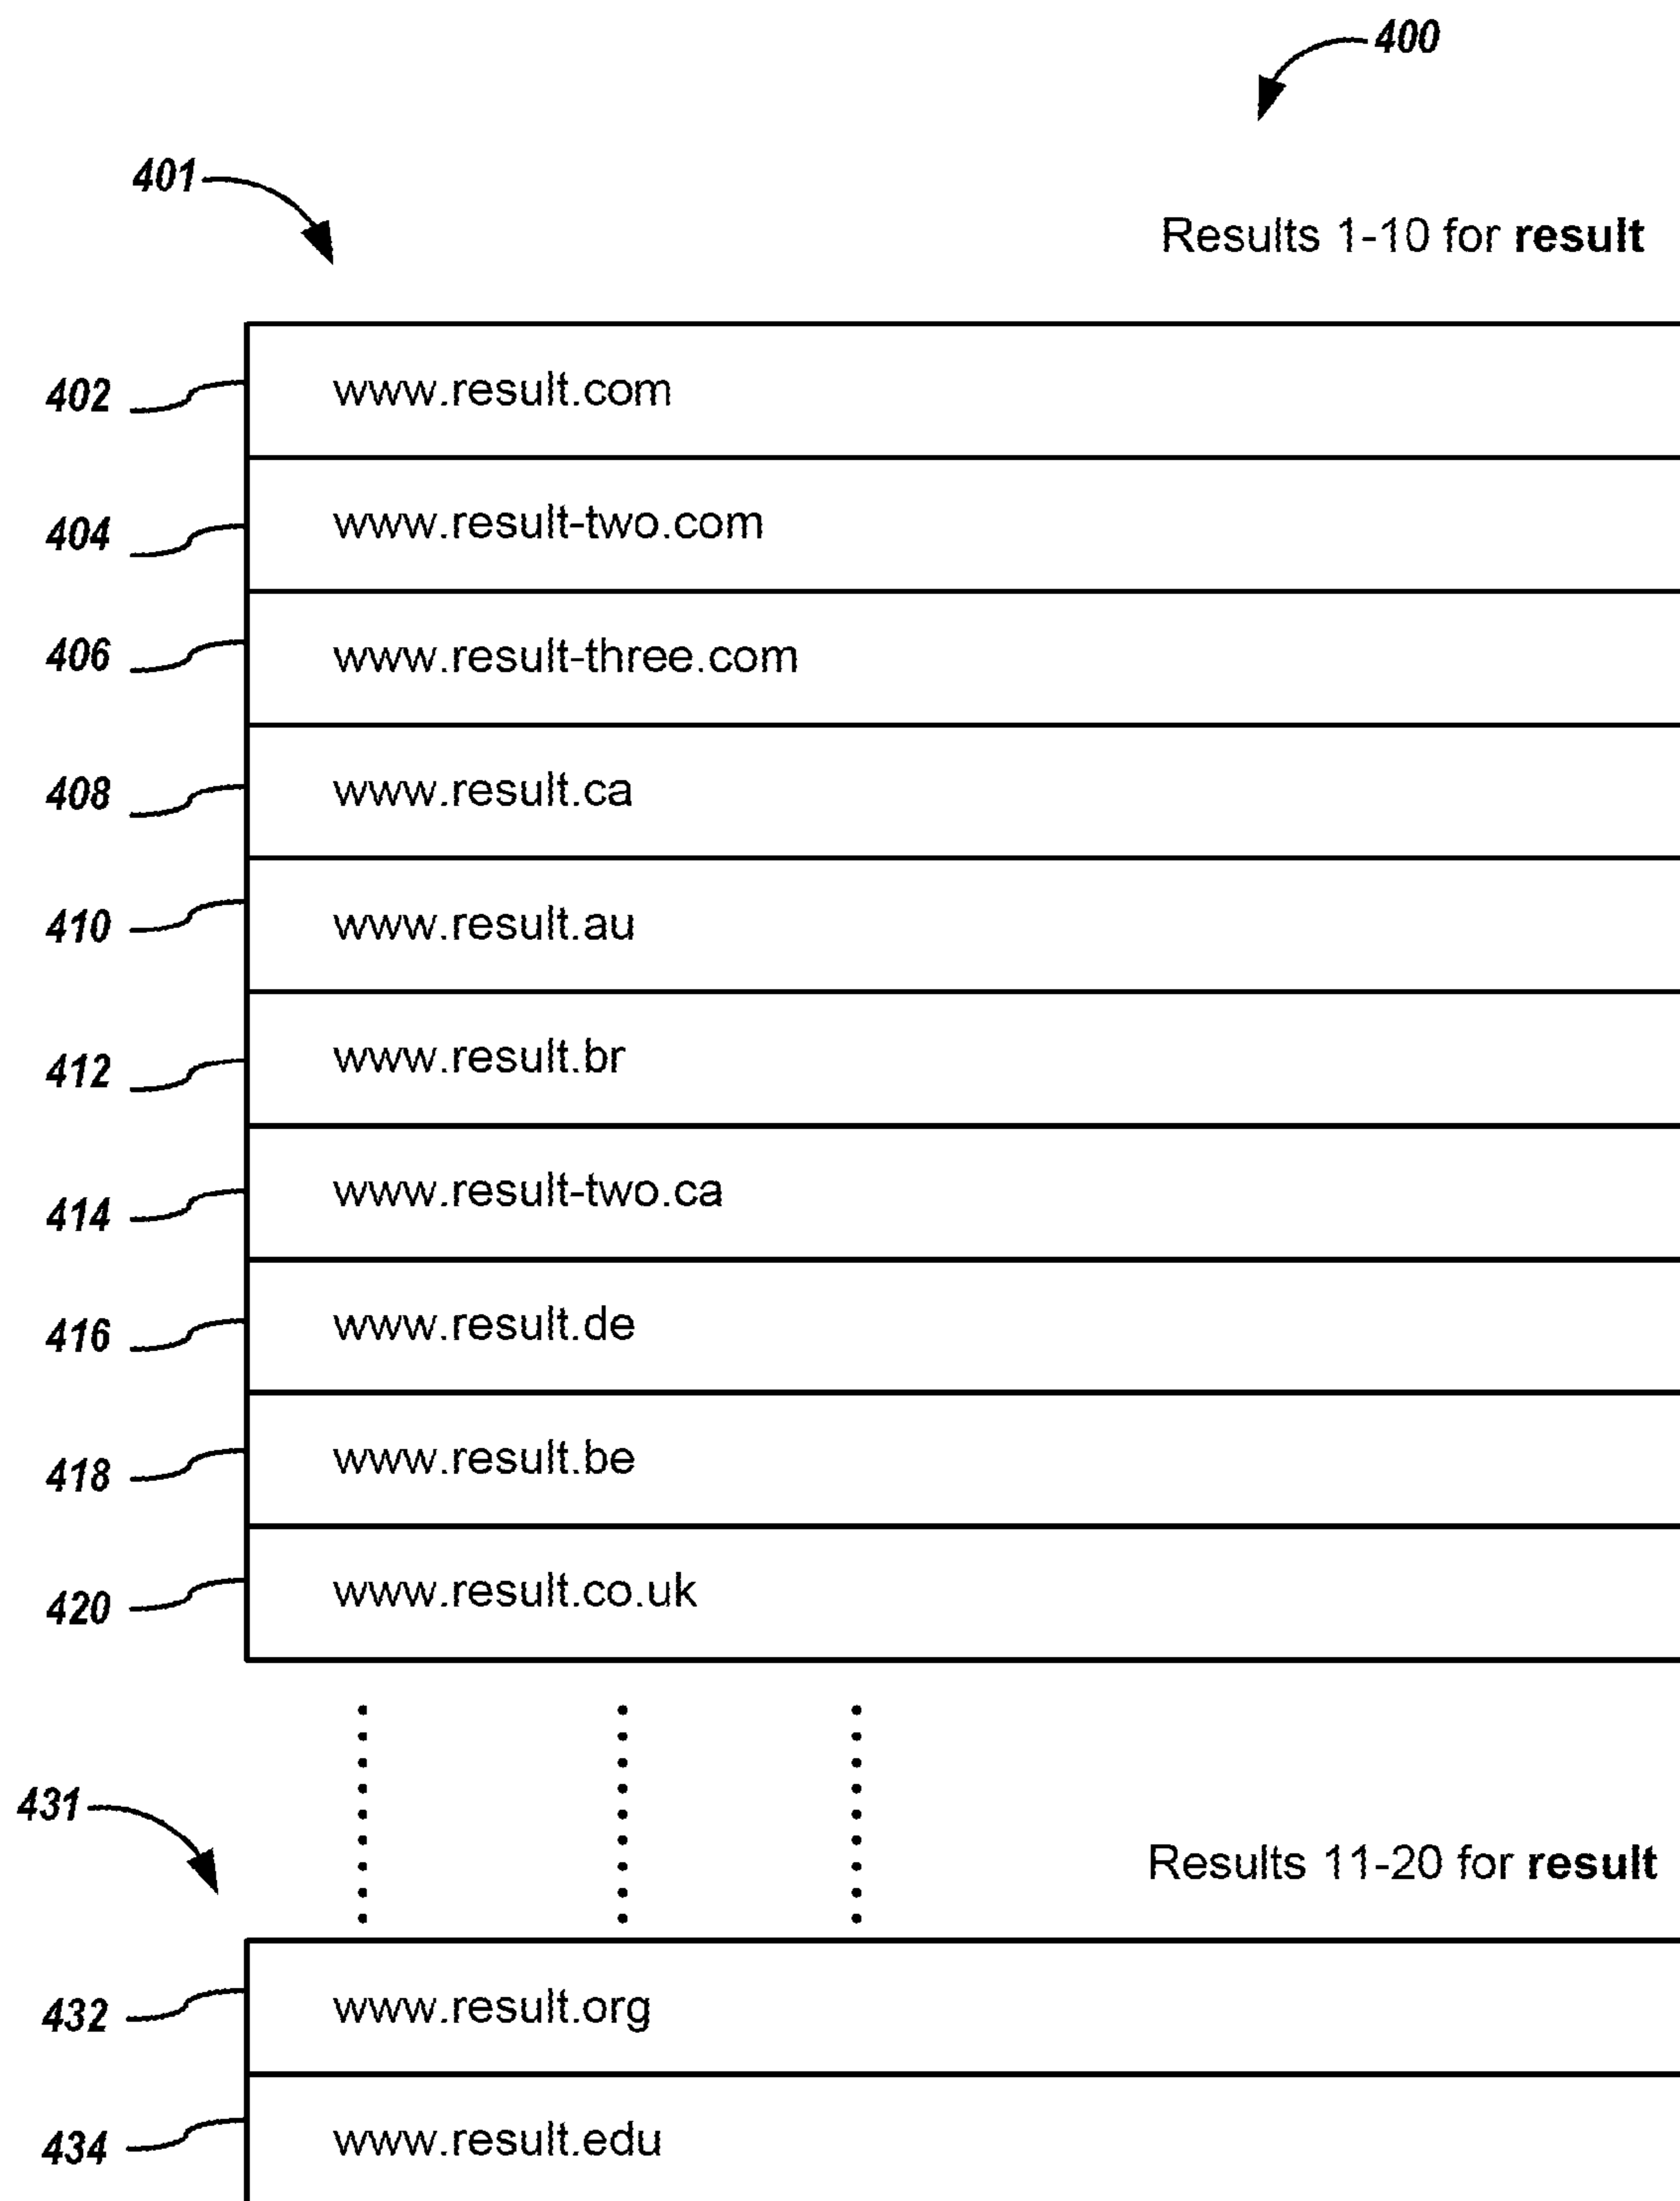 400
401
Results 1-10 for result
402 www.result.com
404 www.result-two.com
406 www.result-three.com
408 www.result.ca
410 www.result.au
412 www.result.br
414 www.result-two.ca
416 www.result.de
418 www.result.be
420 www.result.co.uk
431
Results 11-20 for result
432 www.result.org
434 www.result.edu